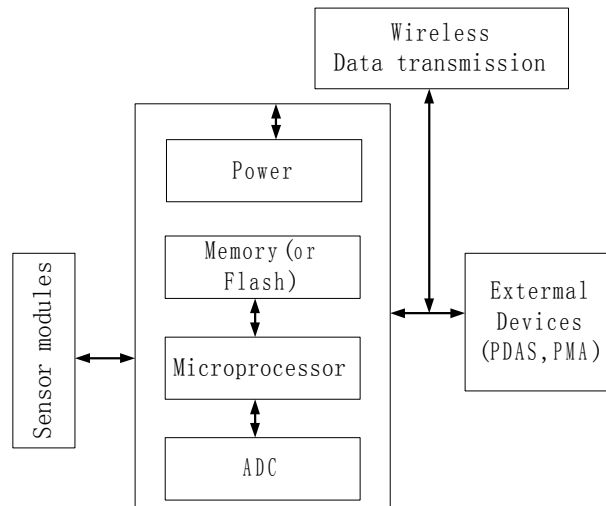 Wireless
Data transmission
Power
Memory(or
Flash)
Sensor modules
Microprocessor
ADC
Extermal
Devices
(PDAS,PMA)